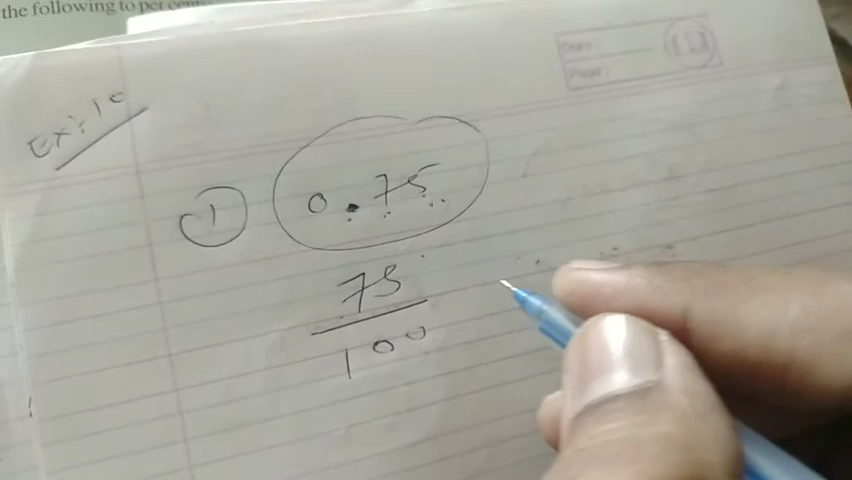 the following to per cent
Date:
Page:
Ex:- 10
1 0.75
75
100